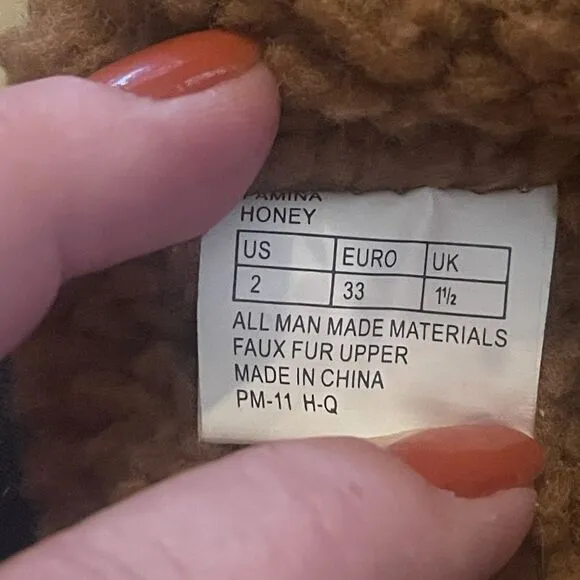 PAMINA
HONEY
US EURO UK
2 33 1½
ALL MAN MADE MATERIALS
FAUX FUR UPPER
MADE IN CHINA
PM-11 H-Q